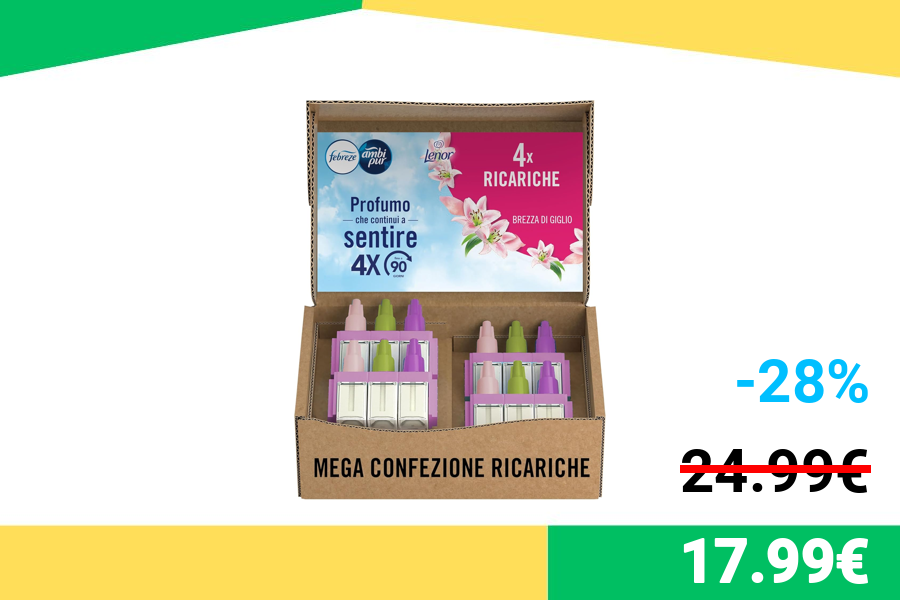 febreze
ambi
pur
Lenor
4x
RICARICHE
BREZZA DI GIGLIO
Profumo
che continui a
sentire
4X 90
MEGA CONFEZIONE RICARICHE
-28%
24.99€
17.99€